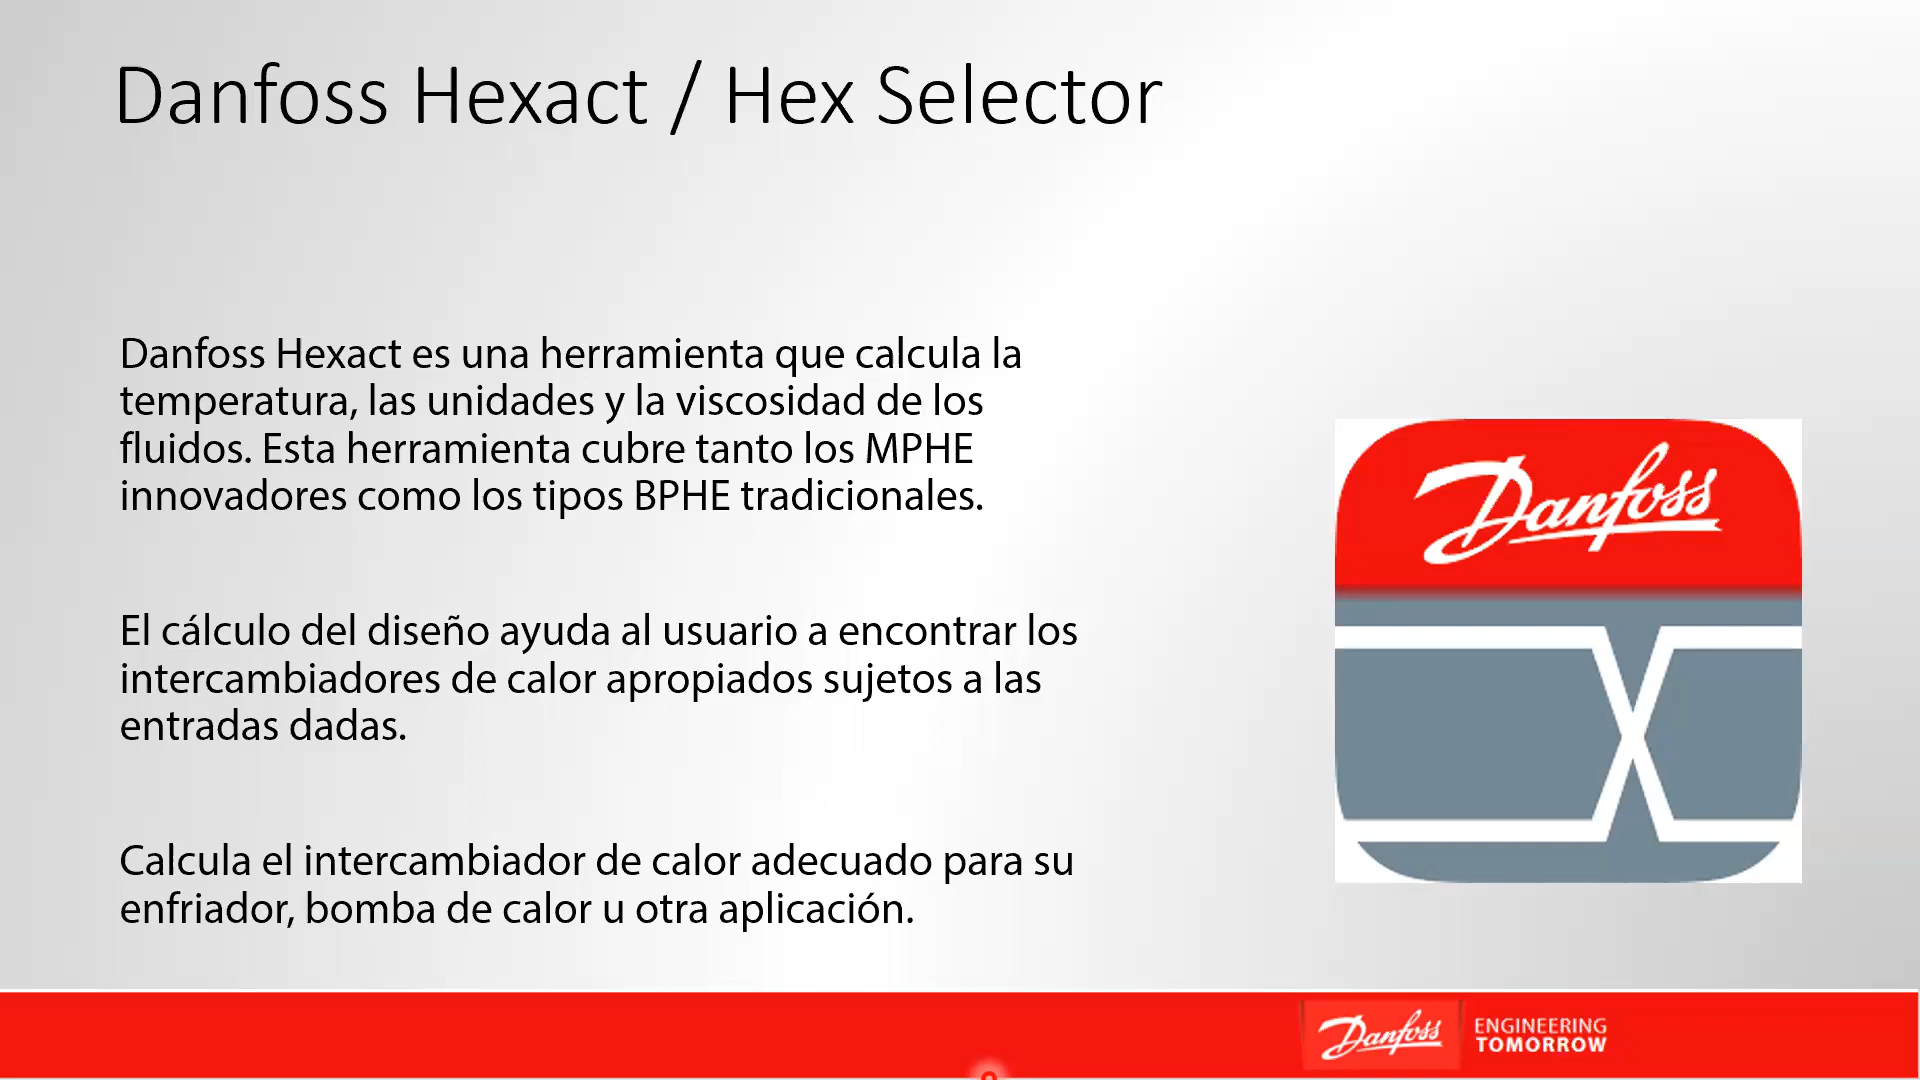 Danfoss Hexact / Hex Selector
Danfoss Hexact es una herramienta que calcula la
temperatura, las unidades y la viscosidad de los
fluidos. Esta herramienta cubre tanto los MPHE
innovadores como los tipos BPHE tradicionales.
El cálculo del diseño ayuda al usuario a encontrar los
intercambiadores de calor apropiados sujetos a las
entradas dadas.
Calcula el intercambiador de calor adecuado para su
enfriador, bomba de calor u otra aplicación.
Danfoss
X
Danfoss
ENGINEERING
TOMORROW